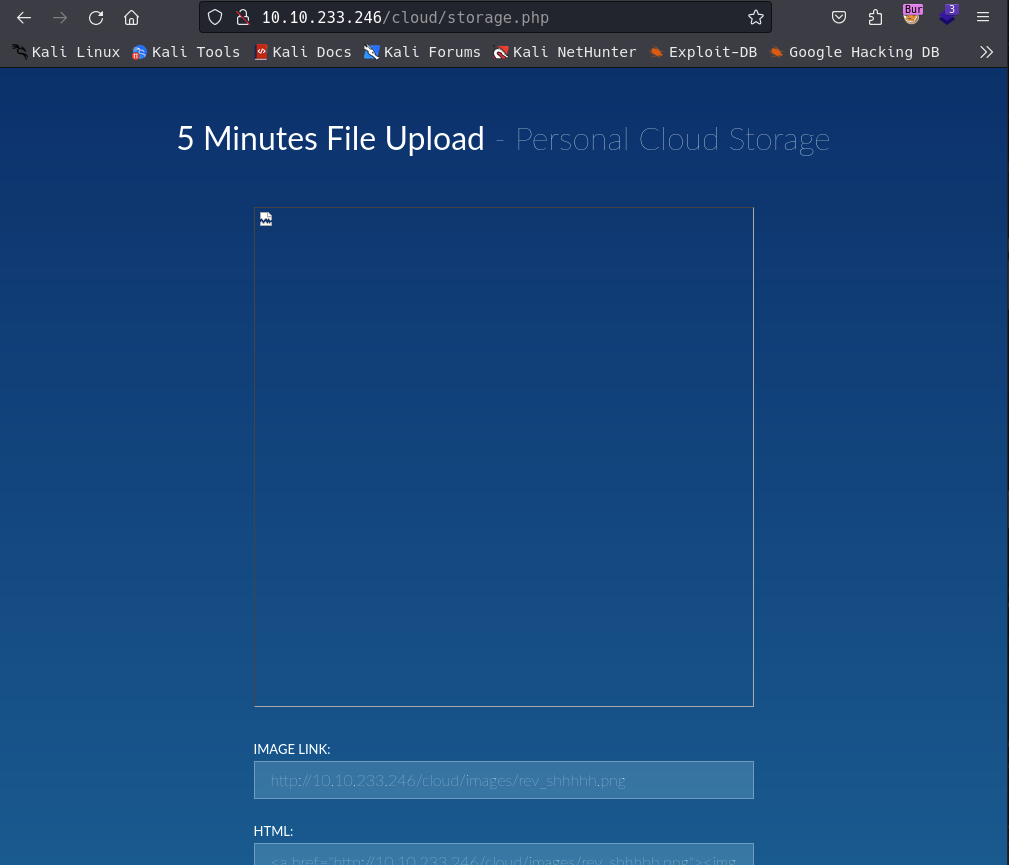 10.10.233.246/cloud/storage.php
Bur
3
Kali Linux Kali Tools Kali Docs Kali Forums Kali NetHunter Exploit-DB Google Hacking DB
5 Minutes File Upload - Personal Cloud Storage
IMAGE LINK:
http://10.10.233.246/cloud/images/rev_shhhhh.png
HTML:
<a href="http://10.10.233.246/cloud/images/rev_shhhhh.png"><img